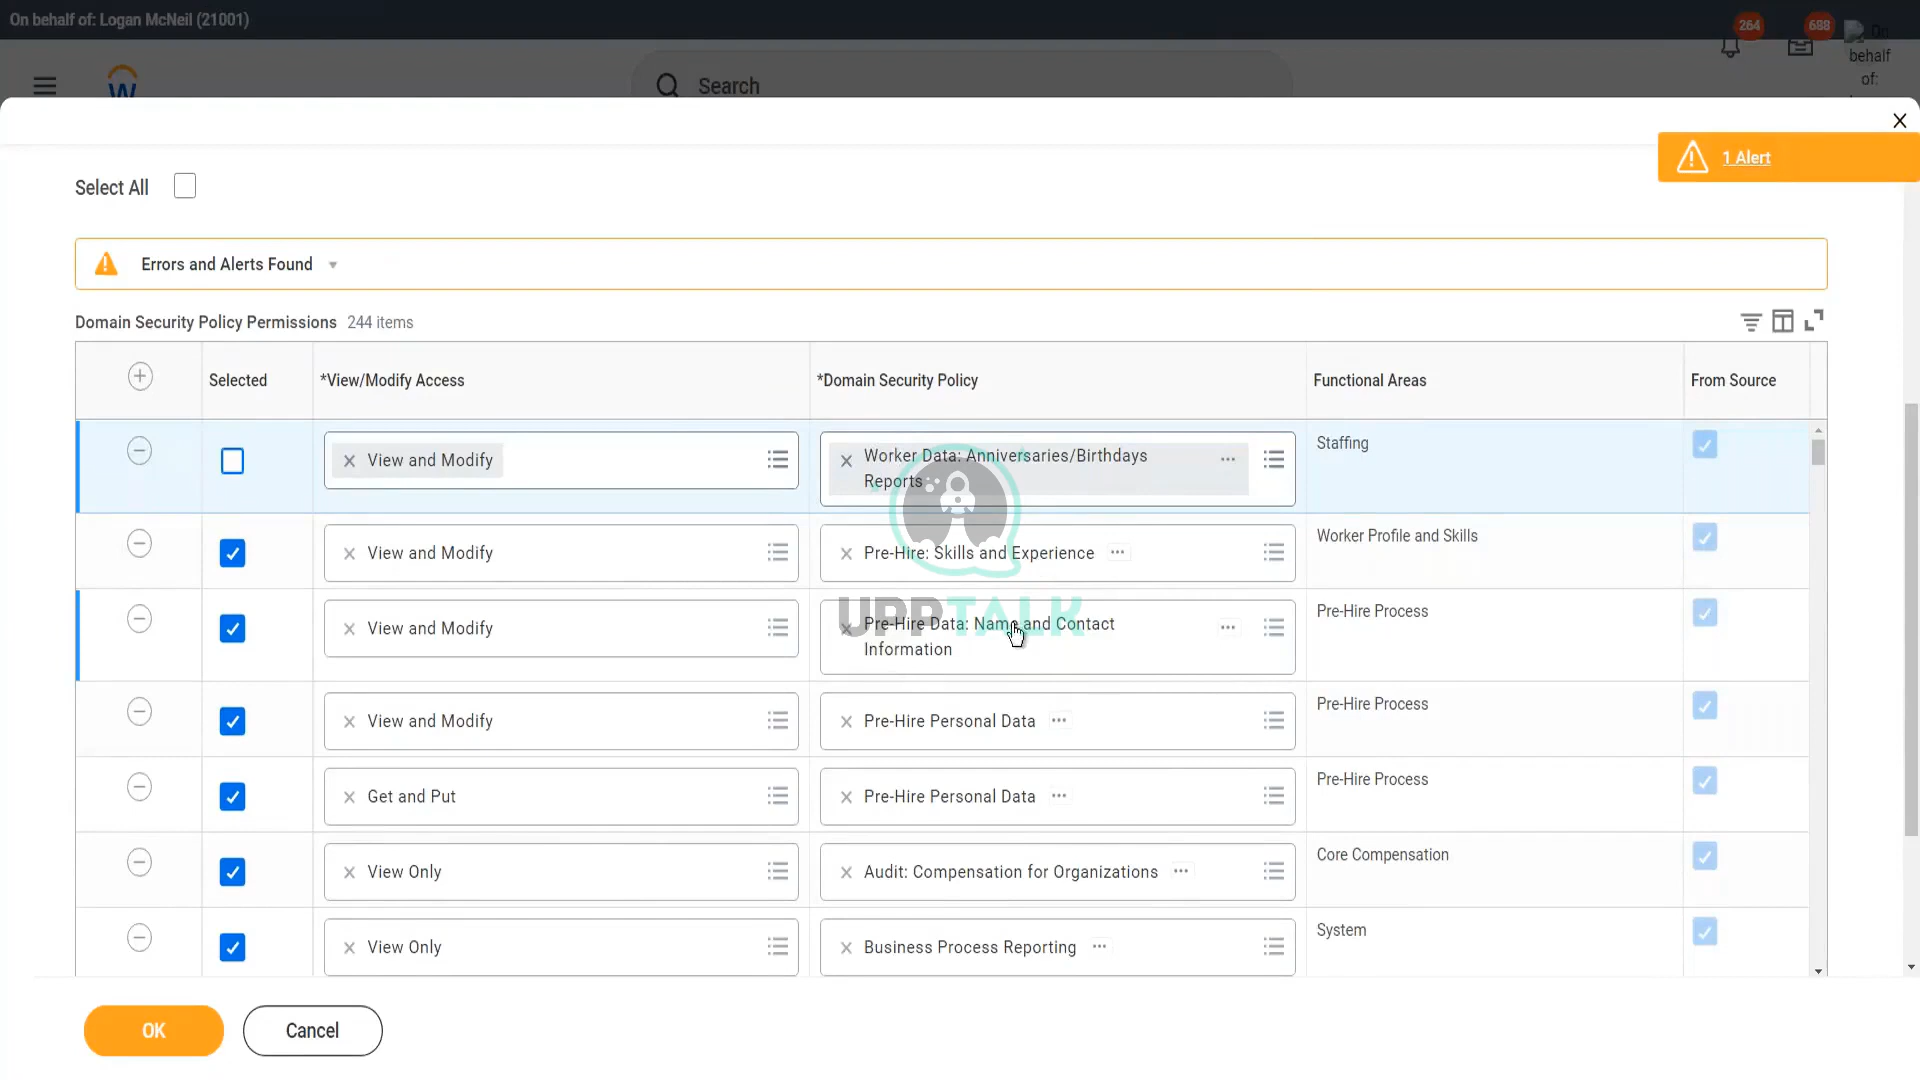 On behalf of: Logan McNeil (21001)
264
688
On
behalf
of:
Search
1 Alert
Select All
Errors and Alerts Found
Domain Security Policy Permissions 244 items
Selected
*View/Modify Access
*Domain Security Policy
Functional Areas
From Source
View and Modify
Worker Data: Anniversaries/Birthdays
Reports
Staffing
View and Modify
Pre-Hire: Skills and Experience
Worker Profile and Skills
UPPTALK
View and Modify
Pre-Hire Data: Name and Contact
Information
Pre-Hire Process
View and Modify
Pre-Hire Personal Data
Pre-Hire Process
Get and Put
Pre-Hire Personal Data
Pre-Hire Process
View Only
Audit: Compensation for Organizations
Core Compensation
View Only
Business Process Reporting
System
OK
Cancel